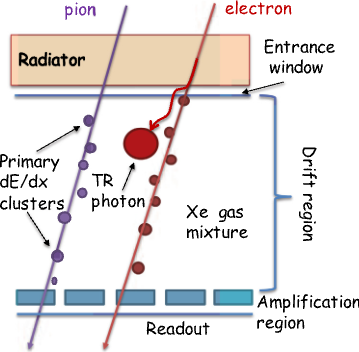 pion
electron
Radiator
Entrance
window
Primary
dE/dx
clusters
TR
photon
Xe gas
mixture
Drift region
Amplification
region
Readout